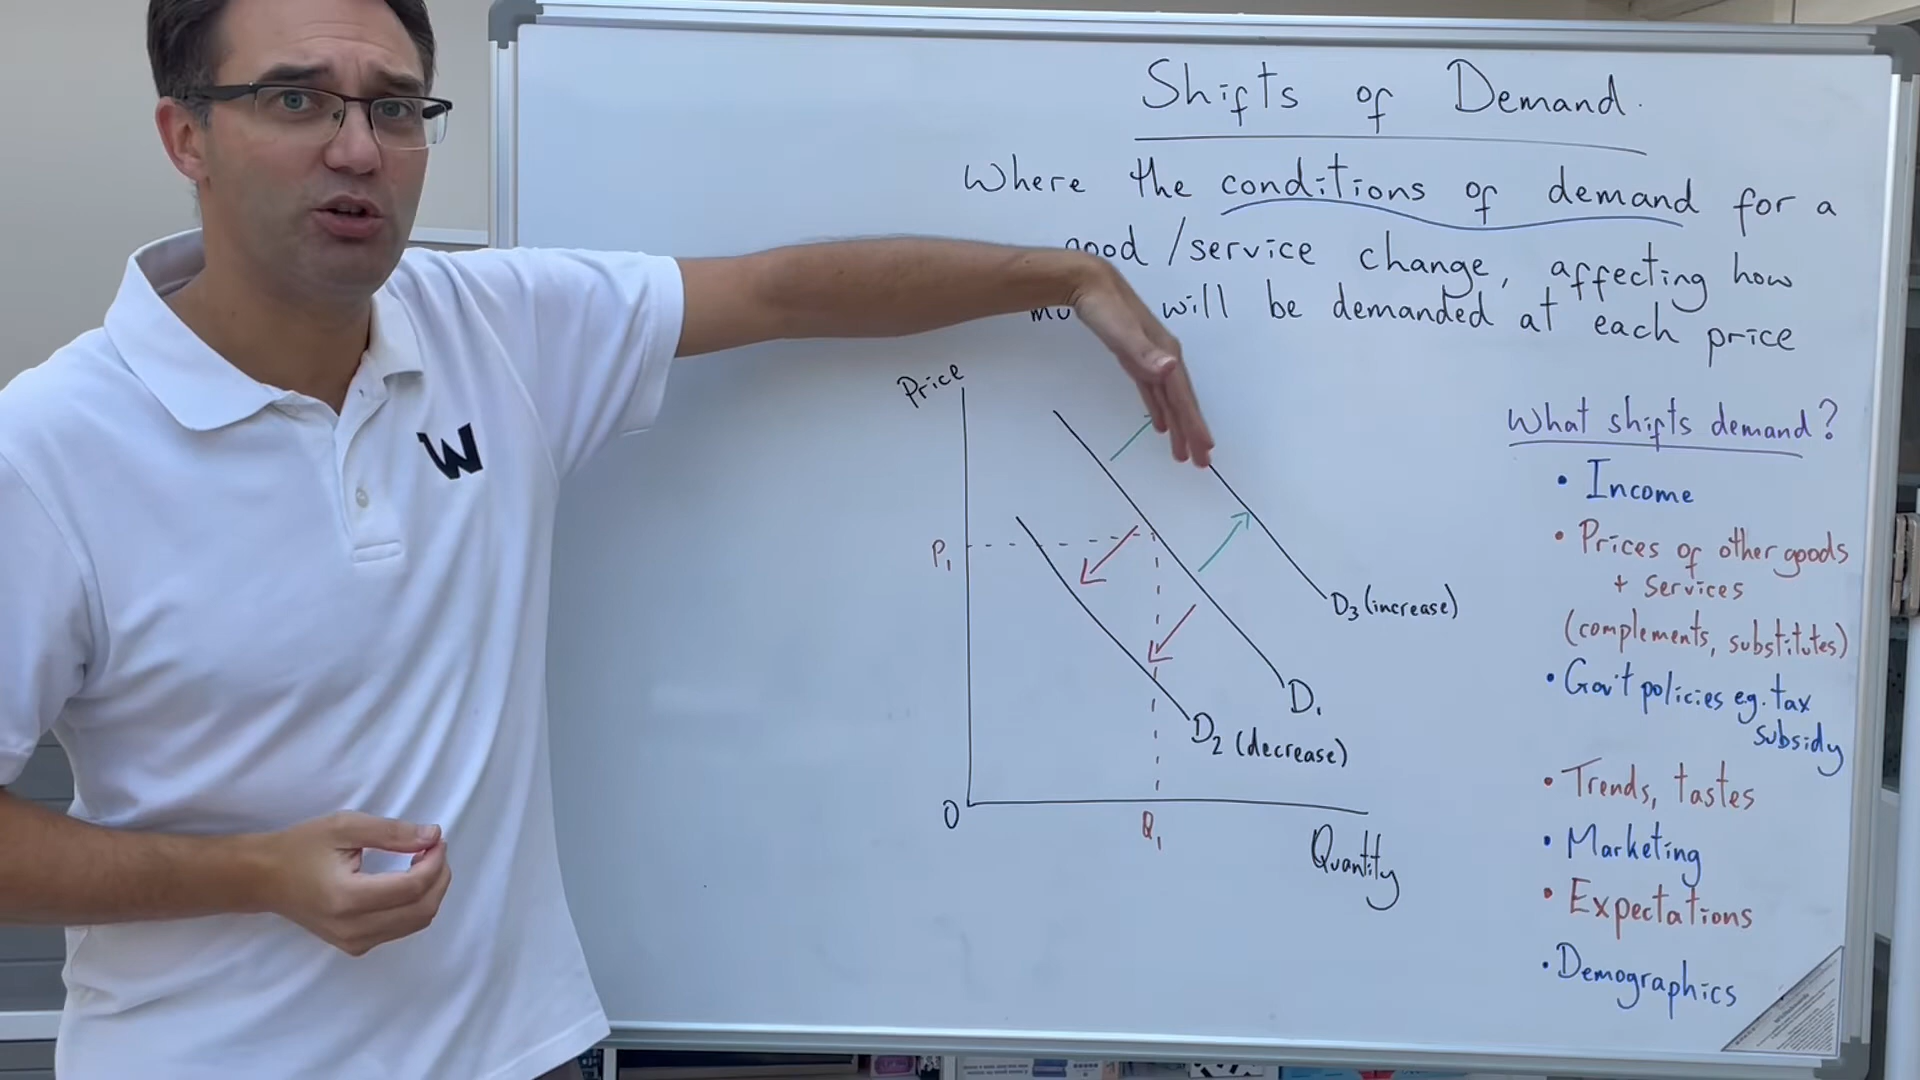 Shifts of Demand.
Where the conditions of demand for a
good/service change, affecting how
will be demanded at each price
Price
What shifts demand?
• Income
• Prices of other goods
+ services
(complements, substitutes)
• Gov't policies eg. tax
subsidy
• Trends, tastes
• Marketing
• Expectations
• Demographics
W
P1
D3 (increase)
D1
D2 (decrease)
O
Q1
Quantity